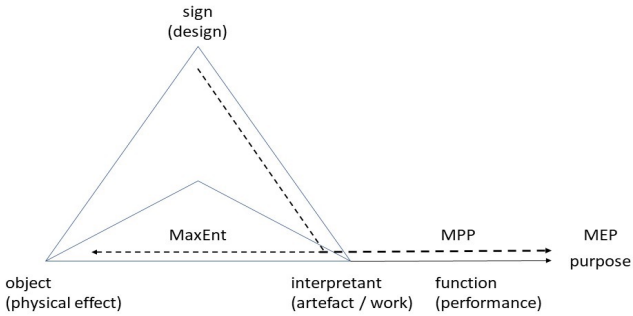 sign
(design)
MaxEnt
MPP
MEP
purpose
object
(physical effect)
interpretant
(artefact / work)
function
(performance)